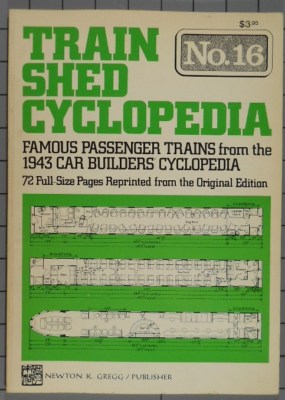 $3.95
TRAIN
SHED
CYCLOPEDIA
No.16
FAMOUS PASSENGER TRAINS from the
1943 CAR BUILDERS CYCLOPEDIA
72 Full-Size Pages Reprinted from the Original Edition
NEWTON K. GREGG / PUBLISHER